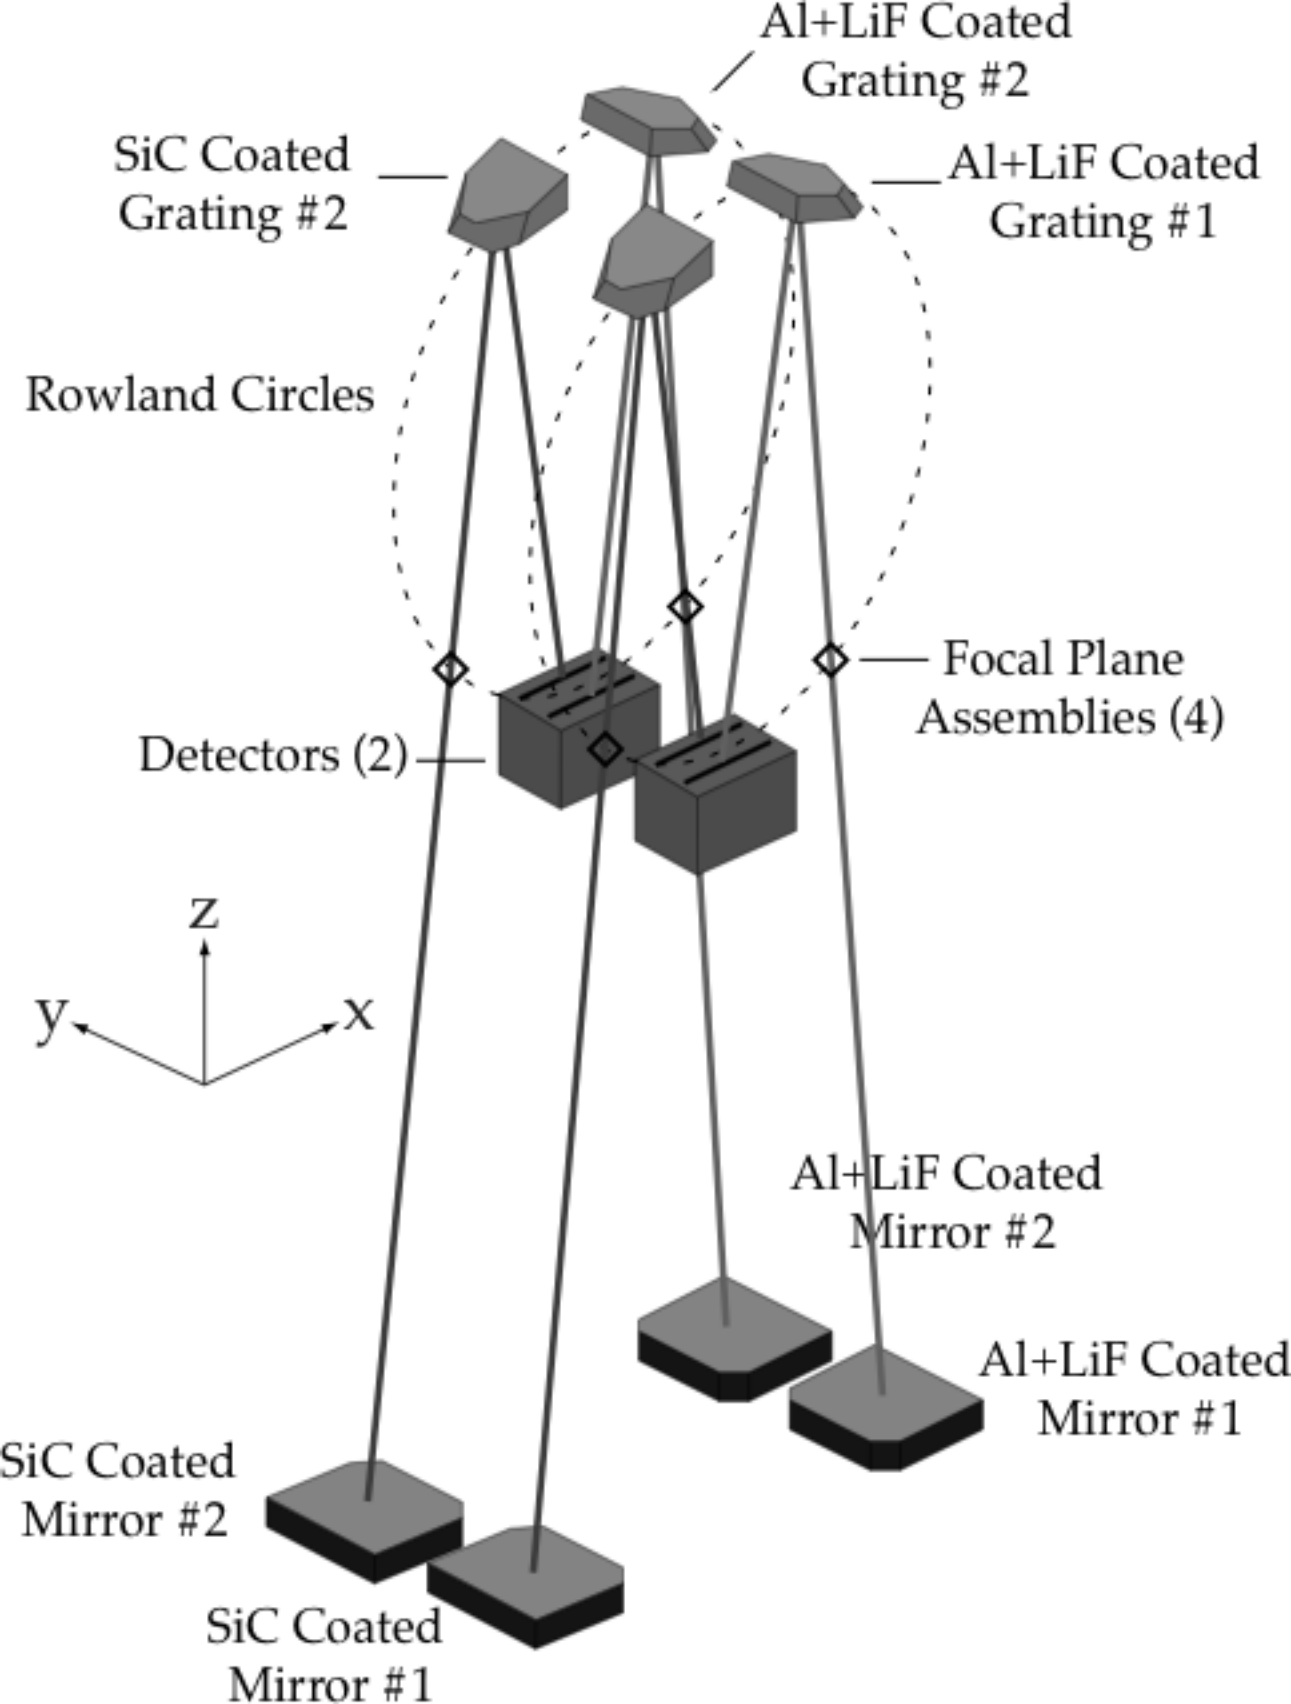 Al+LiF Coated
Grating #2
SiC Coated
Grating #2
Al+LiF Coated
Grating #1
Rowland Circles
Focal Plane
Assemblies (4)
Detectors (2)
z
y
x
Al+LiF Coated
Mirror #2
Al+LiF Coated
Mirror #1
SiC Coated
Mirror #2
SiC Coated
Mirror #1